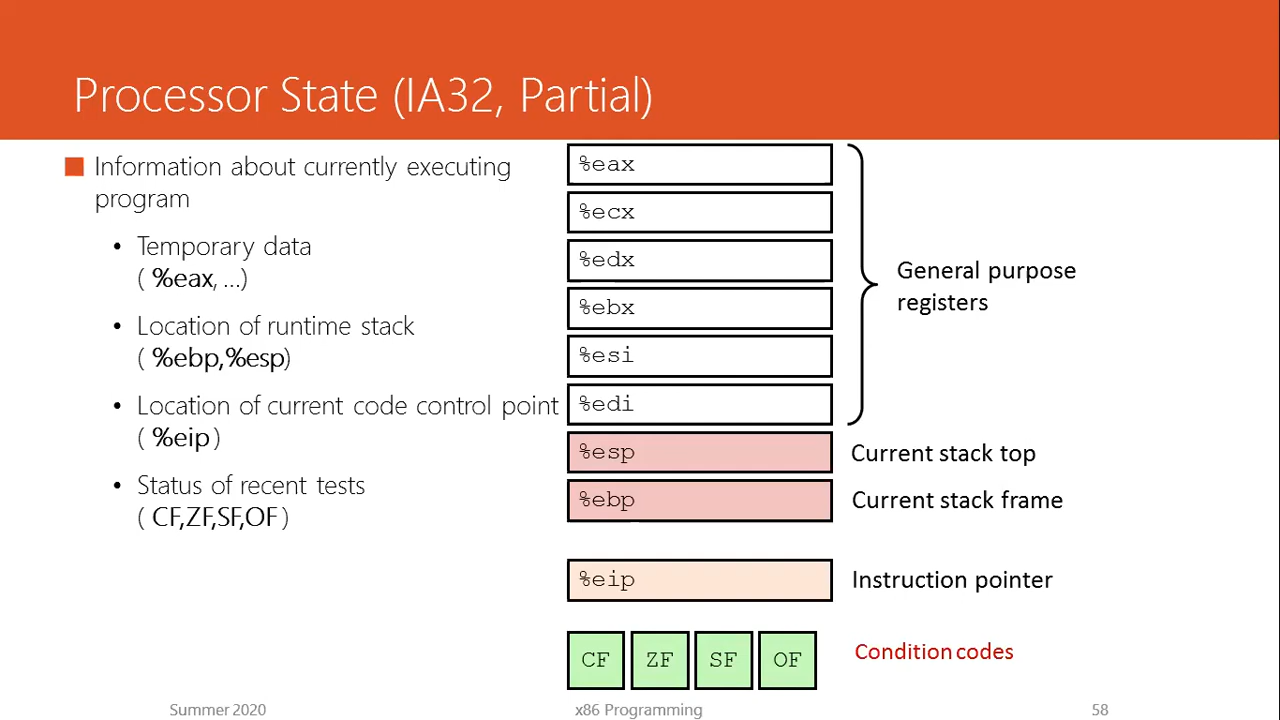 Processor State (IA32, Partial)
Information about currently executing
program
• Temporary data
( %eax, ...)
• Location of runtime stack
( %ebp,%esp)
• Location of current code control point
( %eip )
• Status of recent tests
( CF,ZF,SF,OF )
%eax
%ecx
%edx
%ebx
%esi
%edi
General purpose
registers
%esp
Current stack top
%ebp
Current stack frame
%eip
Instruction pointer
CF ZF SF OF
Condition codes
Summer 2020
x86 Programming
58